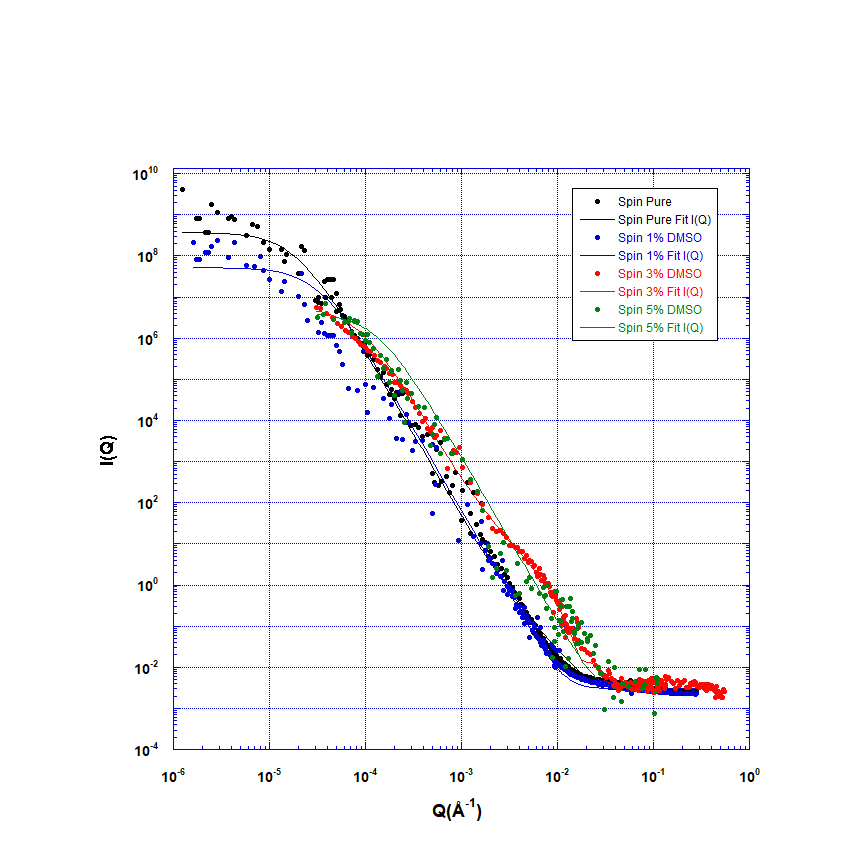 10^10
10^8
10^6
10^4
10^2
10^0
10^-2
10^-4
I(Q)
Spin Pure
Spin Pure Fit I(Q)
Spin 1% DMSO
Spin 1% Fit I(Q)
Spin 3% DMSO
Spin 3% Fit I(Q)
Spin 5% DMSO
Spin 5% Fit I(Q)
10^-6 10^-5 10^-4 10^-3 10^-2 10^-1 10^0
Q(Å^-1)